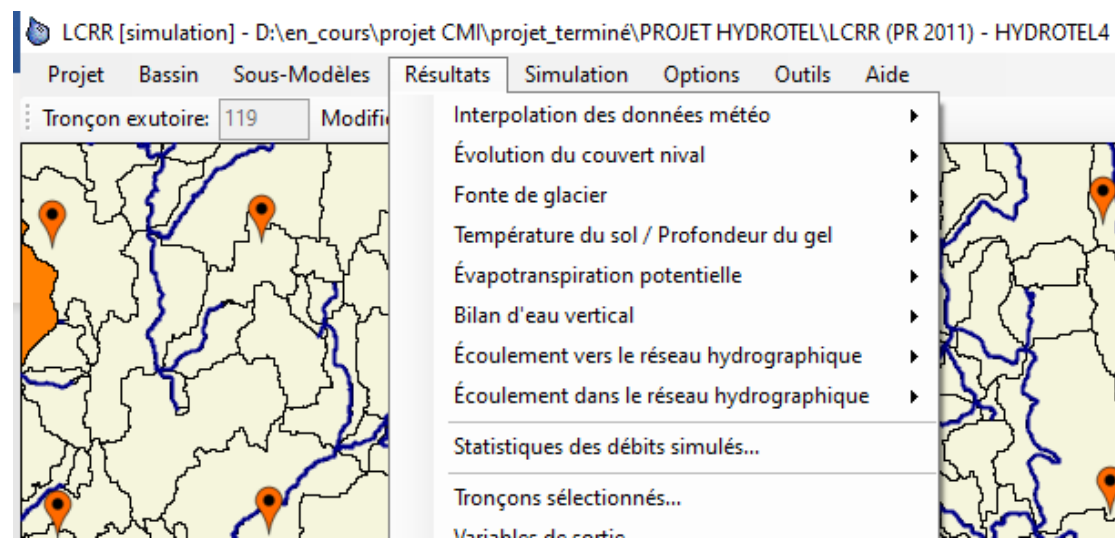 LCRR [simulation] - D:\en_cours\projet CMI\projet_terminé\PROJET HYDROTEL\LCRR (PR 2011) - HYDROTEL4
Projet Bassin Sous-Modèles Résultats Simulation Options Outils Aide
Tronçon exutoire: 119
Interpolation des données météo
Évolution du couvert nival
Fonte de glacier
Température du sol / Profondeur du gel
Évapotranspiration potentielle
Bilan d'eau vertical
Écoulement vers le réseau hydrographique
Écoulement dans le réseau hydrographique
Statistiques des débits simulés...
Tronçons sélectionnés...
Variables de sortie